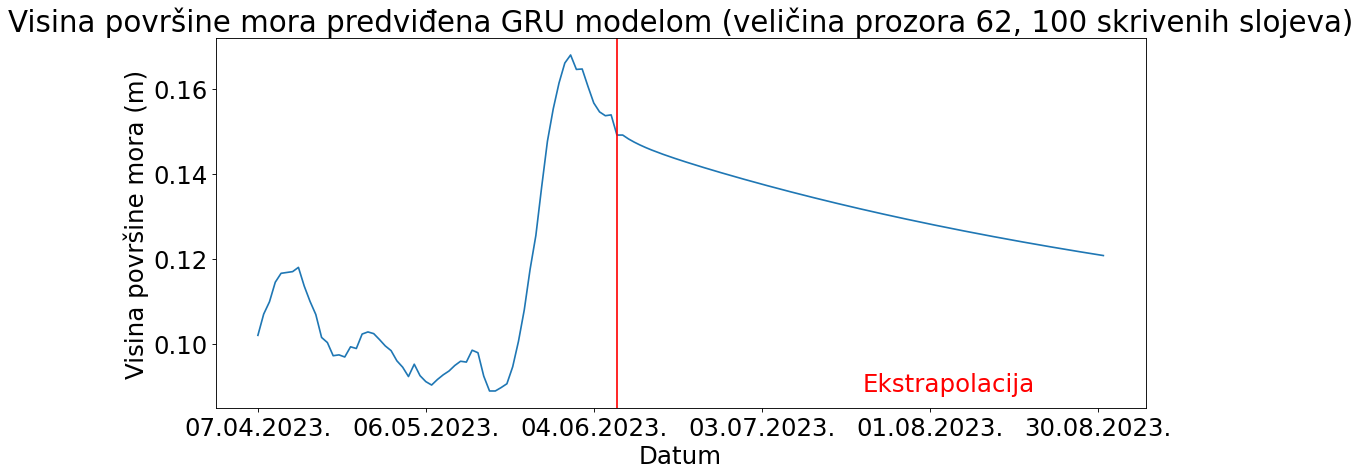 Visina površine mora predviđena GRU modelom (veličina prozora 62, 100 skrivenih slojeva)
Visina površine mora (m)
0.16
0.14
0.12
0.10
Ekstrapolacija
07.04.2023. 06.05.2023. 04.06.2023. 03.07.2023. 01.08.2023. 30.08.2023.
Datum